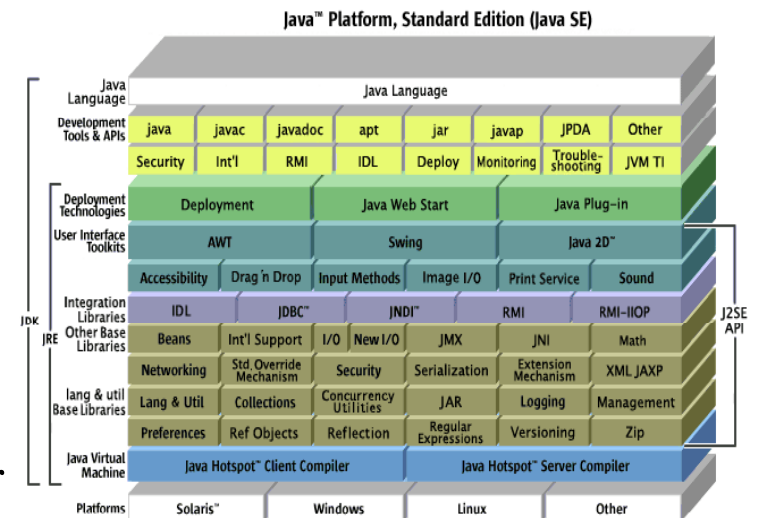 Java™ Platform, Standard Edition (Java SE)
Java
Language
Java Language
Development
Tools & APIs
java javac javadoc apt jar javap JPDA Other
Security Int'l RMI IDL Deploy Monitoring Trouble-
shooting JVM TI
Deployment
Technologies
Deployment Java Web Start Java Plug-in
User Interface
Toolkits
AWT Swing Java 2D™
Accessibility Drag 'n Drop Input Methods Image I/O Print Service Sound
Integration
Libraries
IDL JDBC™ JNDI™ RMI RMI-IIOP
JDK
JRE
J2SE
API
Other Base
Libraries
Beans Int'l Support I/O New I/O JMX JNI Math
Networking Std. Override
Mechanism Security Serialization Extension
Mechanism XML JAXP
lang & util
Base Libraries
Lang & Util Collections Concurrency
Utilities JAR Logging Management
Preferences Ref Objects Reflection Regular
Expressions Versioning Zip
Java Virtual
Machine
Java Hotspot™ Client Compiler Java Hotspot™ Server Compiler
Platforms
Solaris™ Windows Linux Other